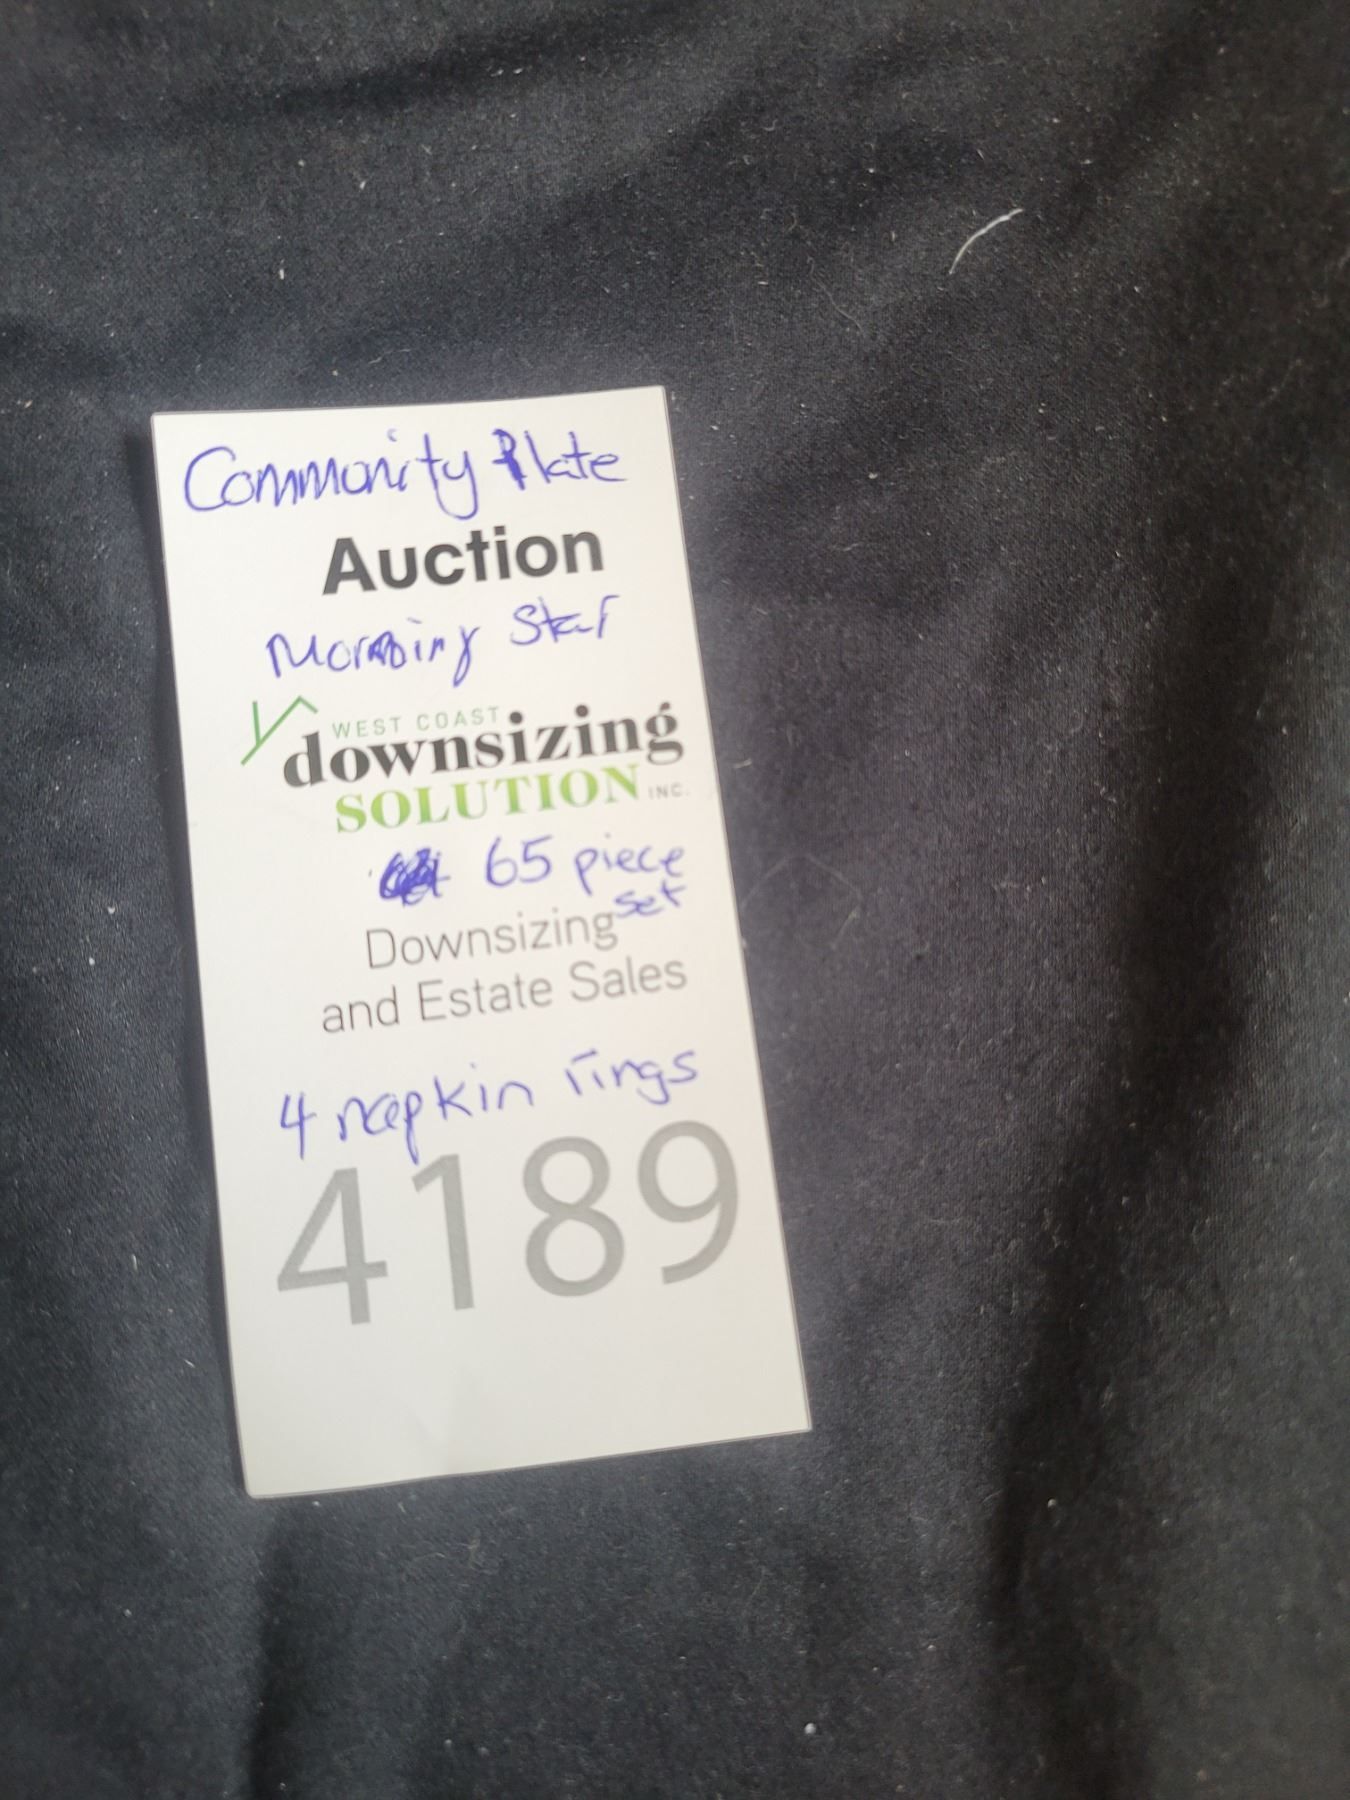 Community Plate
Auction
Morning Star
WEST COAST
downsizing
SOLUTION INC.
65 piece
set
Downsizing
and Estate Sales
4 napkin rings
4189